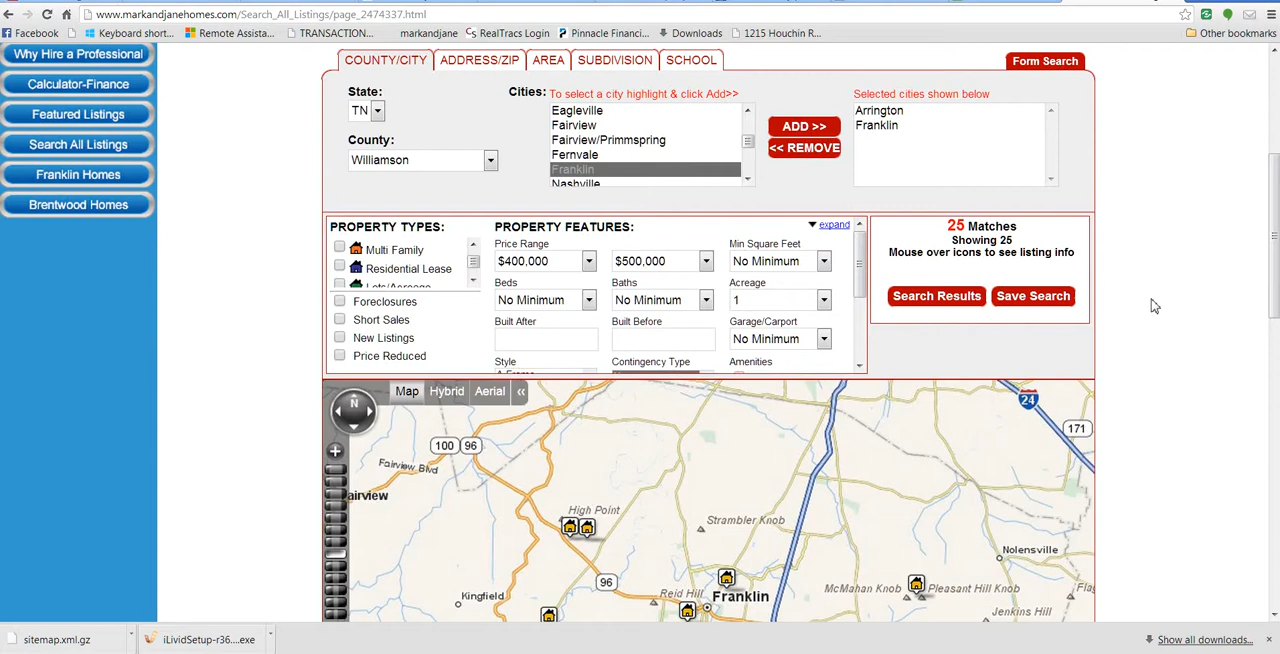 www.markandjanehomes.com/Search_All_Listings/page_2474337.html
Facebook
Keyboard short...
Remote Assista...
TRANSACTION...
markandjane
RealTracs Login
Pinnacle Financi...
Downloads
1215 Houchin R...
Other bookmarks
Why Hire a Professional
Calculator-Finance
Featured Listings
Search All Listings
Franklin Homes
Brentwood Homes
COUNTY/CITY
ADDRESS/ZIP
AREA
SUBDIVISION
SCHOOL
Form Search
State:
TN
County:
Williamson
Cities:
To select a city highlight & click Add>>
Eagleville
Fairview
Fairview/Primmspring
Fernvale
Franklin
Nashville
ADD >>
<< REMOVE
Selected cities shown below
Arrington
Franklin
PROPERTY TYPES:
Multi Family
Residential Lease
Lots/Acreage
Foreclosures
Short Sales
New Listings
Price Reduced
PROPERTY FEATURES:
expand
Price Range
$400,000
$500,000
Min Square Feet
No Minimum
Beds
No Minimum
Baths
No Minimum
Acreage
1
Built After
Built Before
Garage/Carport
No Minimum
Style
Contingency Type
Amenities
25 Matches
Showing 25
Mouse over icons to see listing info
Search Results
Save Search
Map
Hybrid
Aerial
«
N
+
100
96
24
171
Fairview Blvd
airview
High Point
Strambler Knob
Nolensville
96
McMahan Knob
Pleasant Hill Knob
Kingfield
Reid Hill
Franklin
Jenkins Hill
sitemap.xml.gz
iLividSetup-r36....exe
Show all downloads...